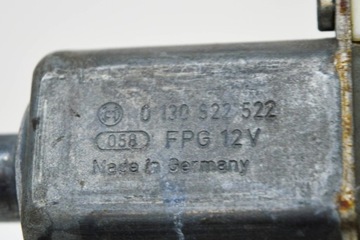 0 130 822 522
058 FPG 12V
Made in Germany